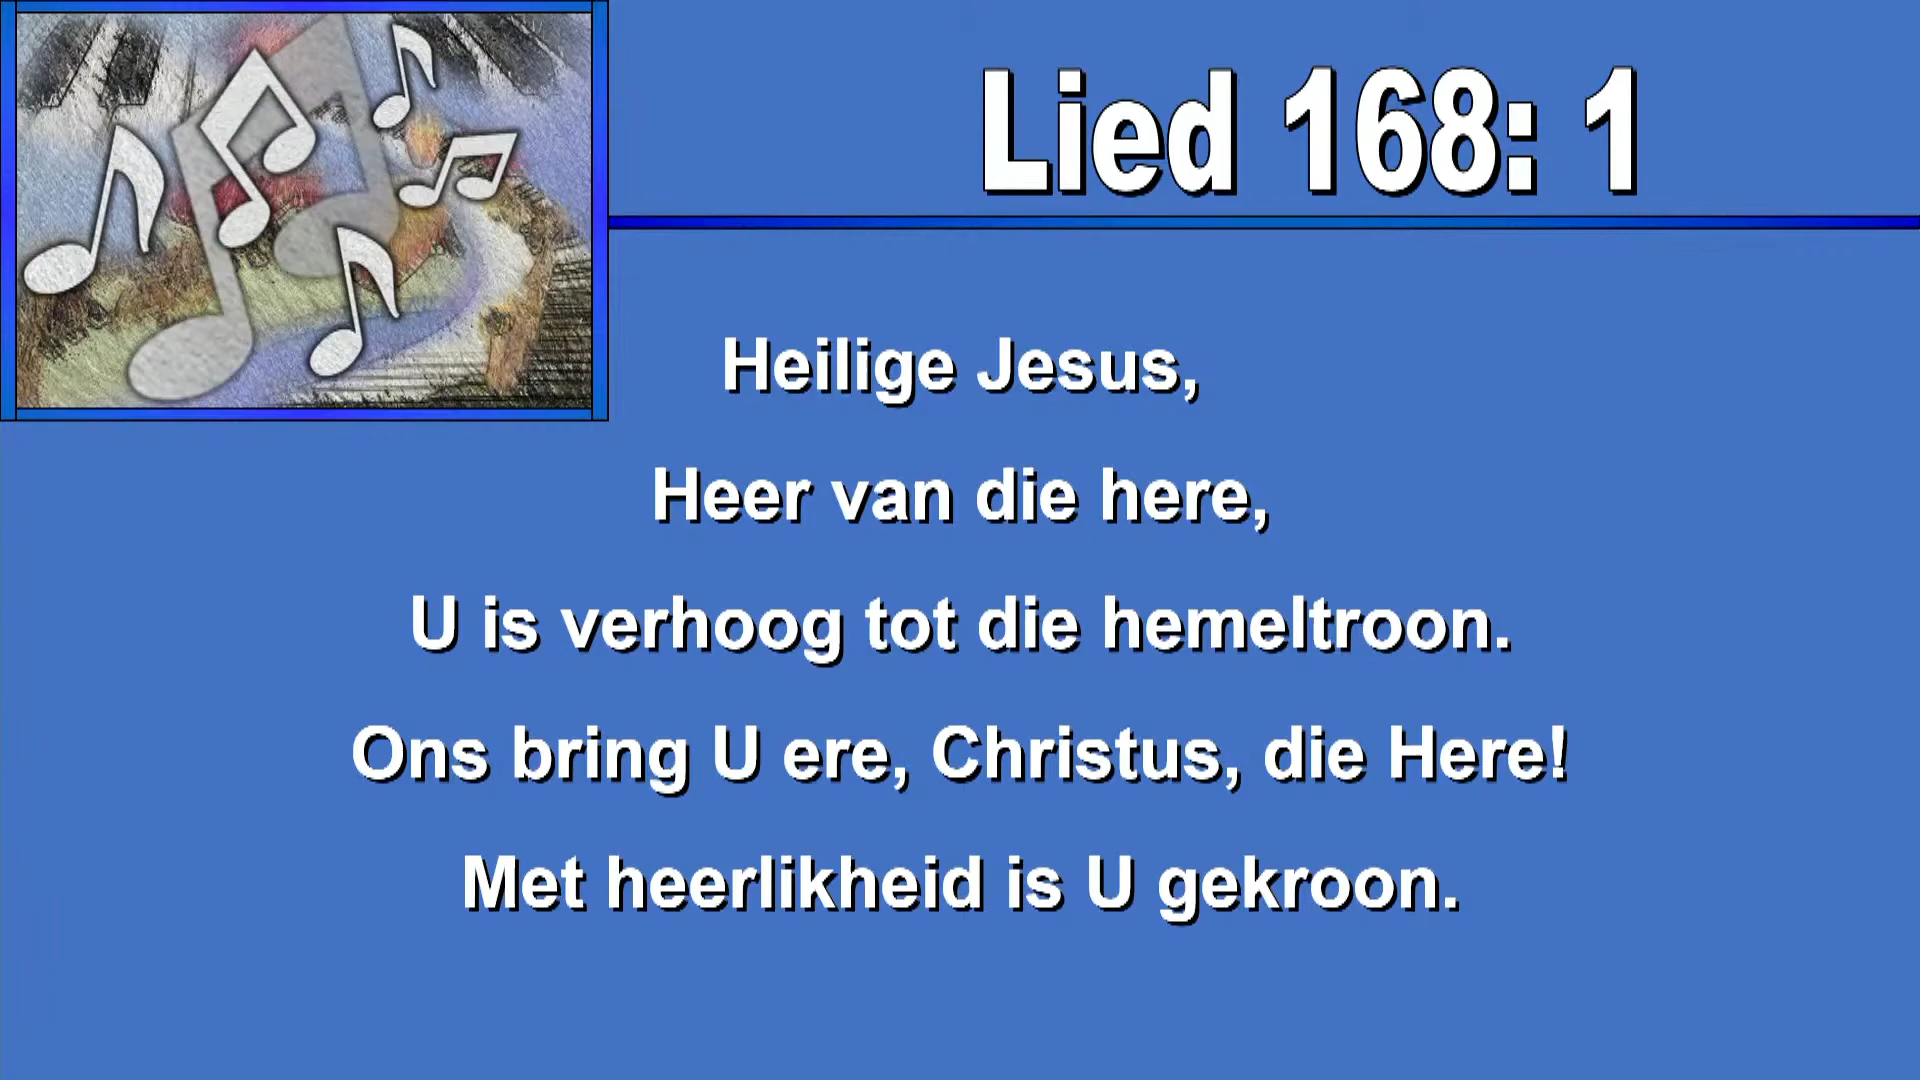 Lied 168: 1
Heilige Jesus,
Heer van die here,
U is verhoog tot die hemeltroon.
Ons bring U ere, Christus, die Here!
Met heerlikheid is U gekroon.